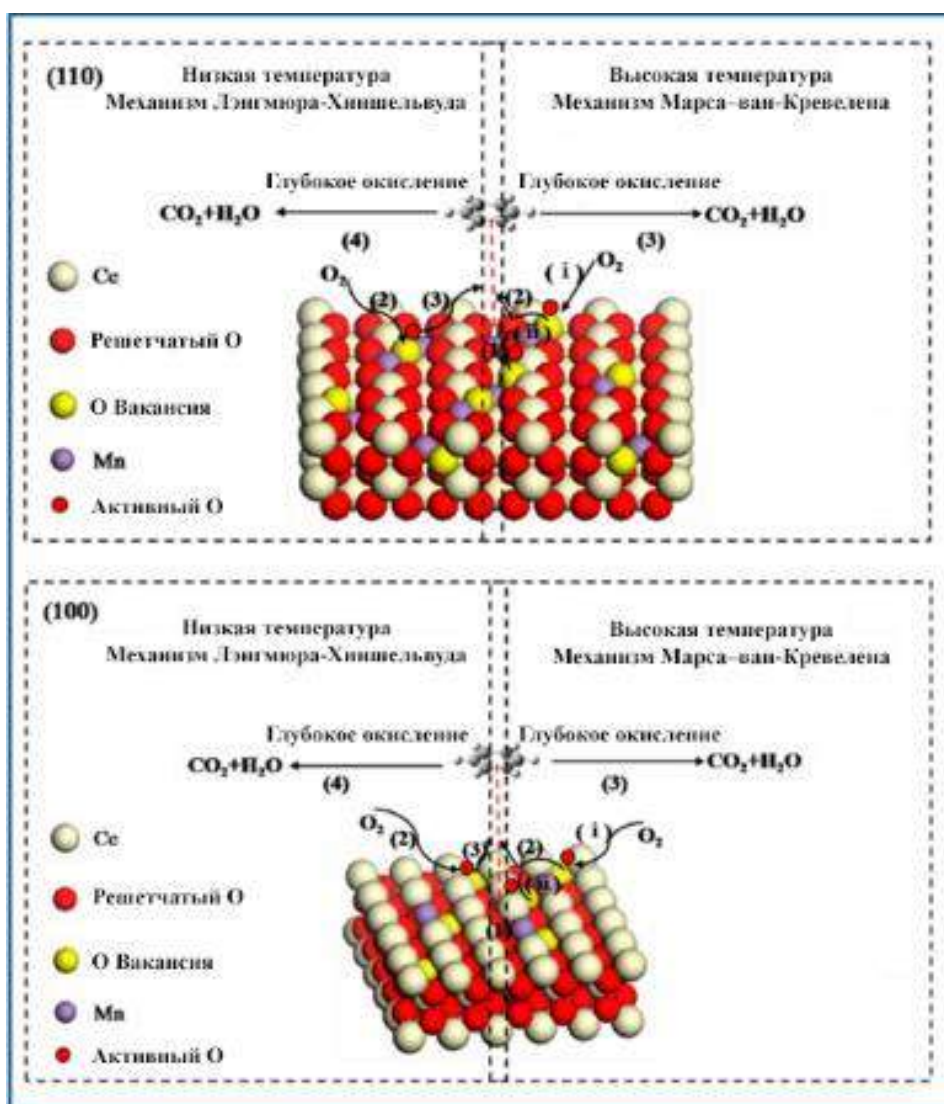 (110)
Низкая температура
Механизм Лэнгмюра-Хиншельвуда
Высокая температура
Механизм Марса-ван-Кревелена
Глубокое окисление
Глубокое окисление
CO₂+H₂O
CO₂+H₂O
(4)
(3)
O₂
(2)
(3)
(2)
( i )
O₂
( ii )
Ce
Решетчатый О
О Вакансия
Mn
Активный О
(100)
Низкая температура
Механизм Лэнгмюра-Хиншельвуда
Высокая температура
Механизм Марса-ван-Кревелена
Глубокое окисление
Глубокое окисление
CO₂+H₂O
CO₂+H₂O
(4)
(3)
O₂
(2)
(3)
(2)
( i )
O₂
( ii )
Ce
Решетчатый О
О Вакансия
Mn
Активный О